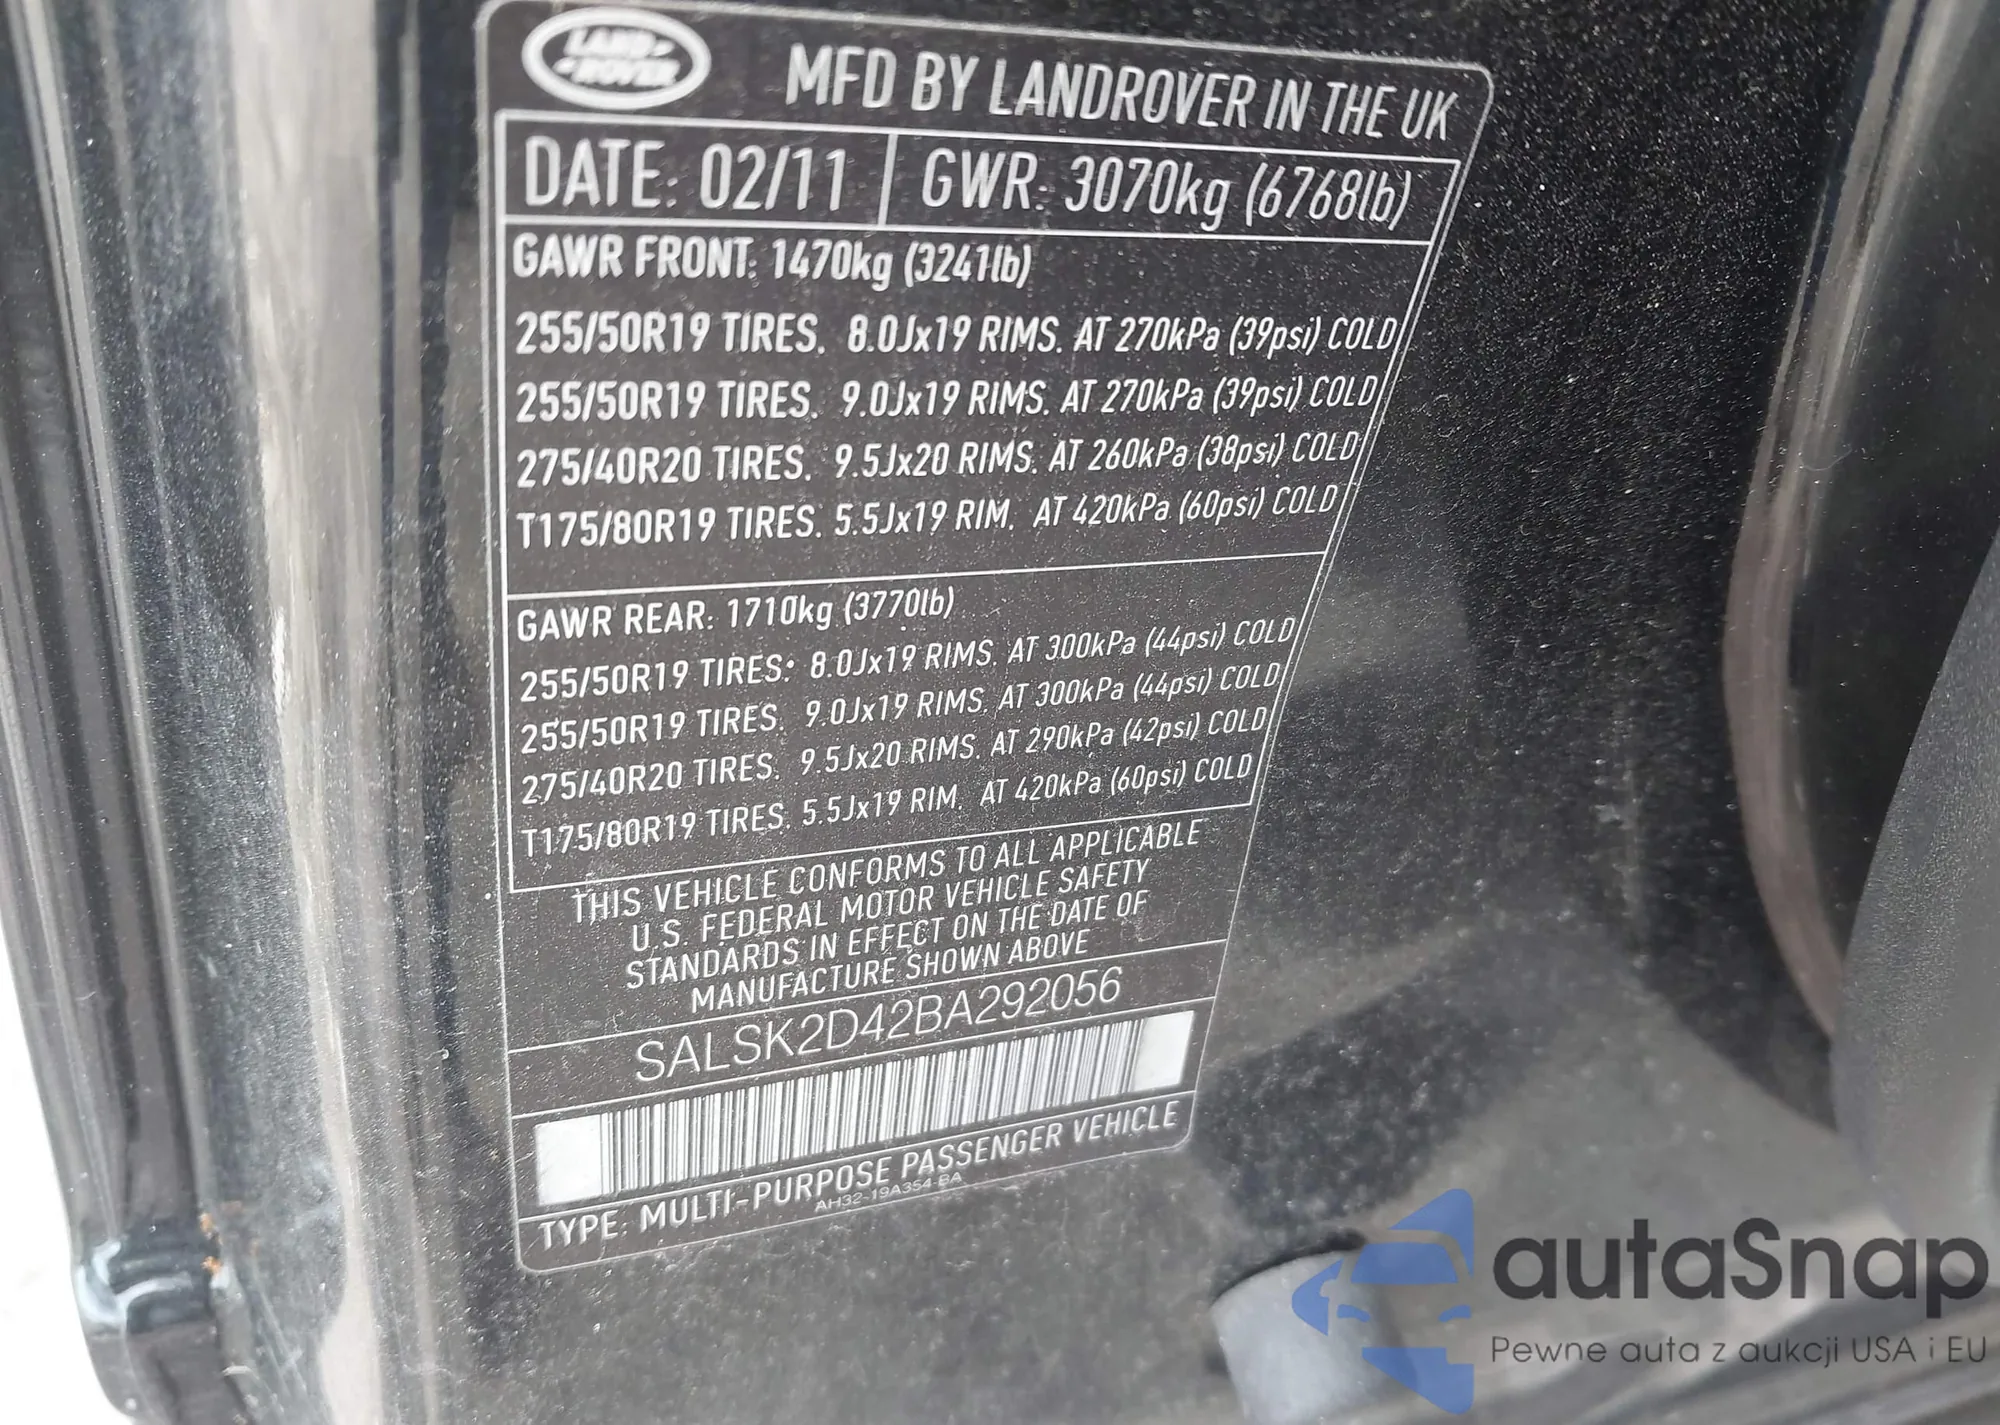 LAND-
-ROVER
MFD BY LANDROVER IN THE UK
DATE: 02/11 GWR: 3070kg (6768lb)
GAWR FRONT: 1470kg (3241lb)
255/50R19 TIRES. 8.0Jx19 RIMS. AT 270kPa (39psi) COLD
255/50R19 TIRES. 9.0Jx19 RIMS. AT 270kPa (39psi) COLD
275/40R20 TIRES. 9.5Jx20 RIMS. AT 260kPa (38psi) COLD
T175/80R19 TIRES. 5.5Jx19 RIM. AT 420kPa (60psi) COLD
GAWR REAR: 1710kg (3770lb)
255/50R19 TIRES: 8.0Jx19 RIMS. AT 300kPa (44psi) COLD
255/50R19 TIRES. 9.0Jx19 RIMS. AT 300kPa (44psi) COLD
275/40R20 TIRES. 9.5Jx20 RIMS. AT 290kPa (42psi) COLD
T175/80R19 TIRES. 5.5Jx19 RIM. AT 420kPa (60psi) COLD
THIS VEHICLE CONFORMS TO ALL APPLICABLE
U.S. FEDERAL MOTOR VEHICLE SAFETY
STANDARDS IN EFFECT ON THE DATE OF
MANUFACTURE SHOWN ABOVE
SALSK2D42BA292056
TYPE: MULTI-PURPOSE PASSENGER VEHICLE
AH32-19A354-BA
autaSnap
Pewne auta z aukcji USA i EU